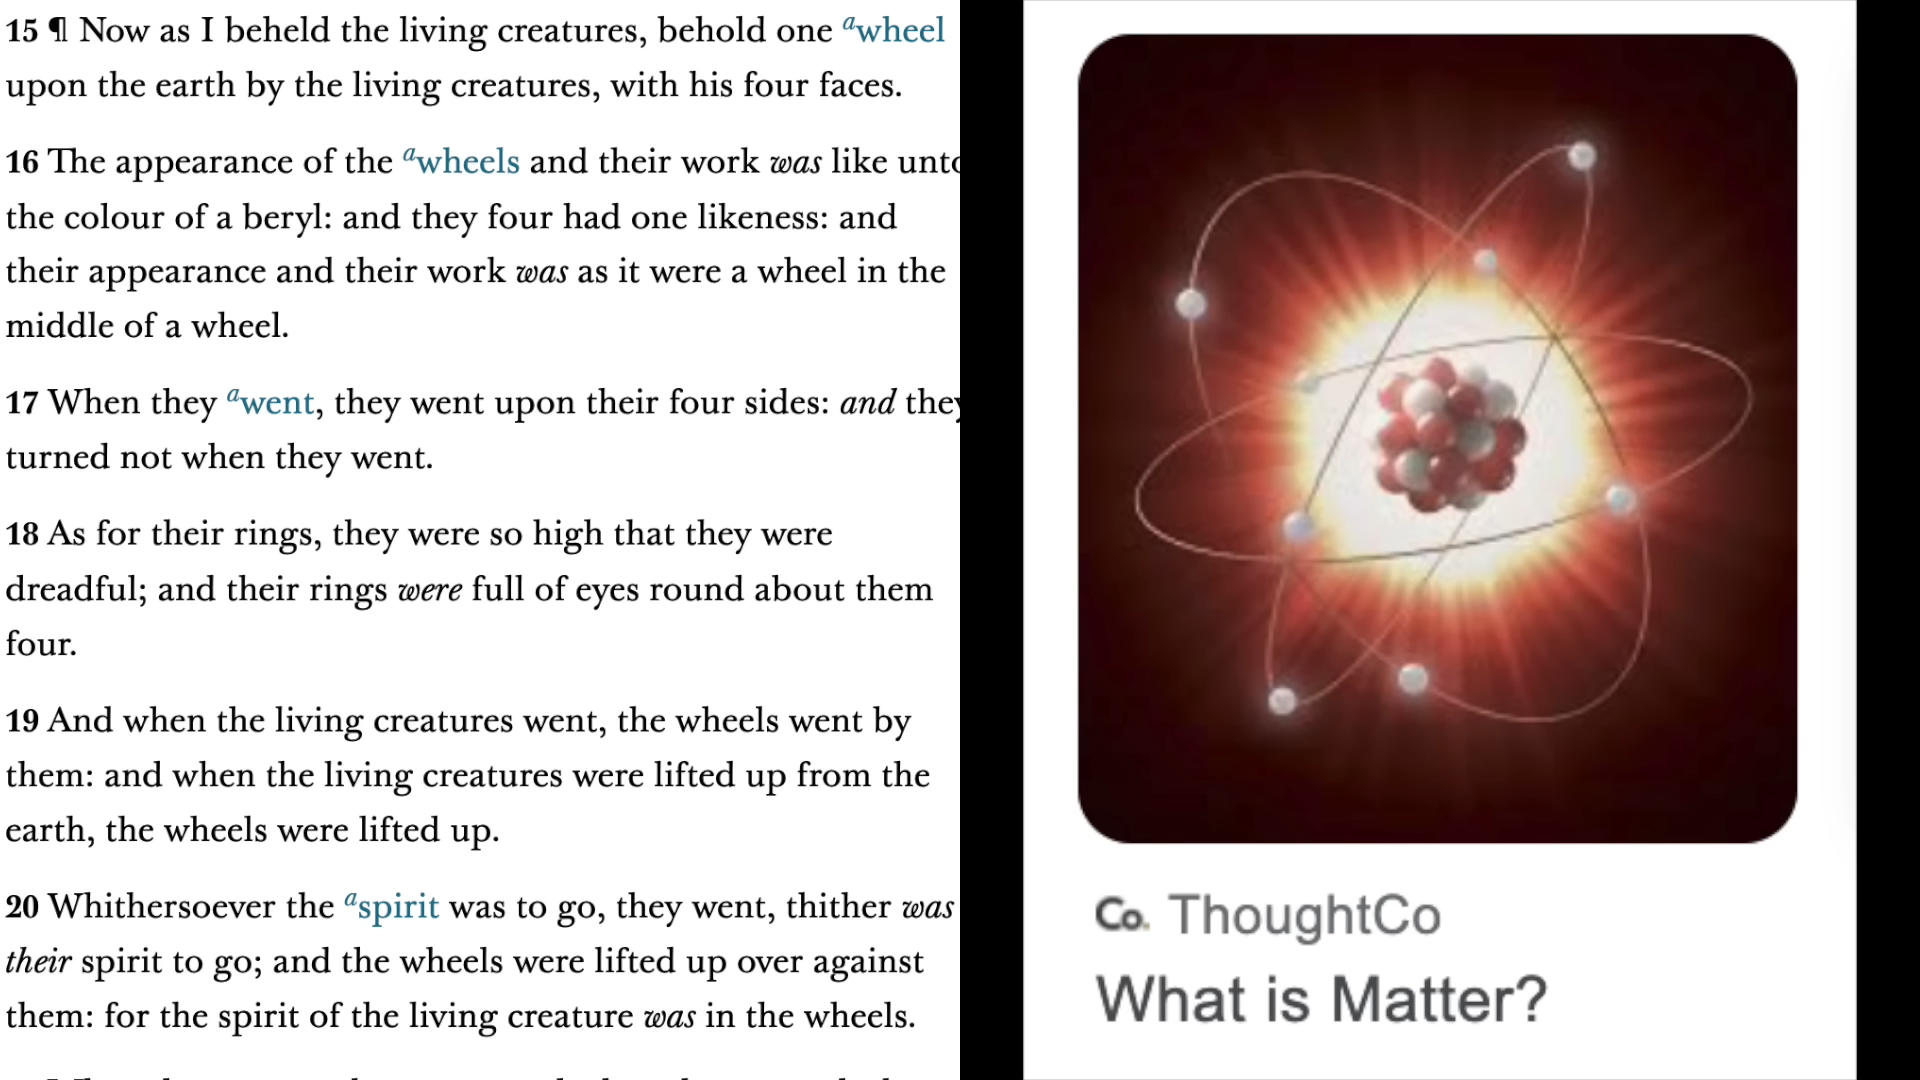 15 ¶ Now as I beheld the living creatures, behold one ᵃwheel
upon the earth by the living creatures, with his four faces.
16 The appearance of the ᵃwheels and their work was like unto
the colour of a beryl: and they four had one likeness: and
their appearance and their work was as it were a wheel in the
middle of a wheel.
17 When they ᵃwent, they went upon their four sides: and they
turned not when they went.
18 As for their rings, they were so high that they were
dreadful; and their rings were full of eyes round about them
four.
19 And when the living creatures went, the wheels went by
them: and when the living creatures were lifted up from the
earth, the wheels were lifted up.
20 Whithersoever the ᵃspirit was to go, they went, thither was
their spirit to go; and the wheels were lifted up over against
them: for the spirit of the living creature was in the wheels.
Co. ThoughtCo
What is Matter?